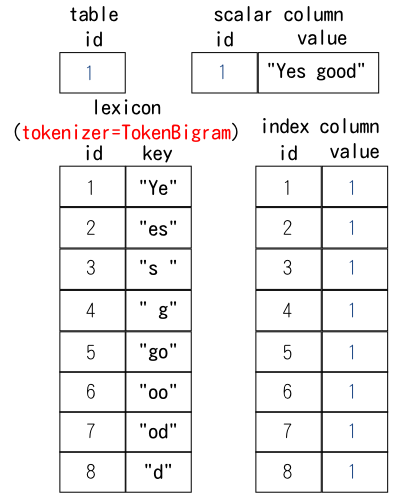 table
id
1
scalar column
id value
1 "Yes good"
lexicon
(tokenizer=TokenBigram)
id key
1 "Ye"
2 "es"
3 "s "
4 " g"
5 "go"
6 "oo"
7 "od"
8 "d"
index column
id value
1 1
2 1
3 1
4 1
5 1
6 1
7 1
8 1